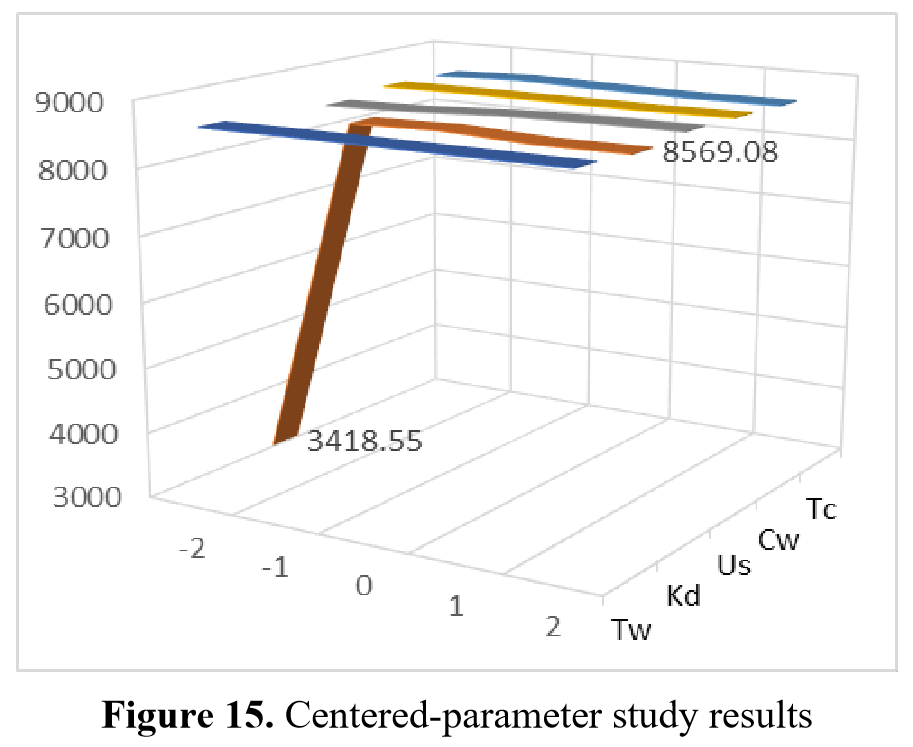 9000
8000
7000
6000
5000
4000
3000
8569.08
3418.55
-2
-1
0
1
2
Tw
Kd
Us
Cw
Tc
Figure 15. Centered-parameter study results